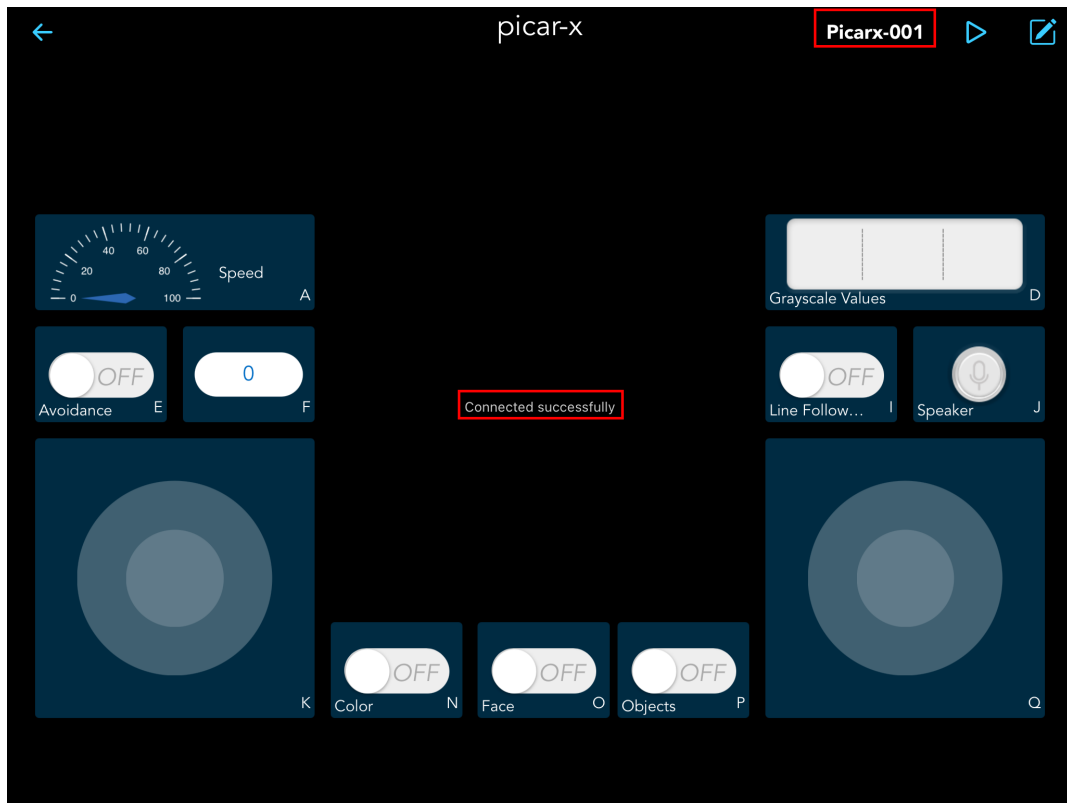 picar-x
Picarx-001
40 60
20 80
0 100
Speed
A
Grayscale Values
D
OFF
Avoidance
E
0
F
Connected successfully
OFF
Line Follow...
I
Speaker
J
K
OFF
Color
N
OFF
Face
O
OFF
Objects
P
Q